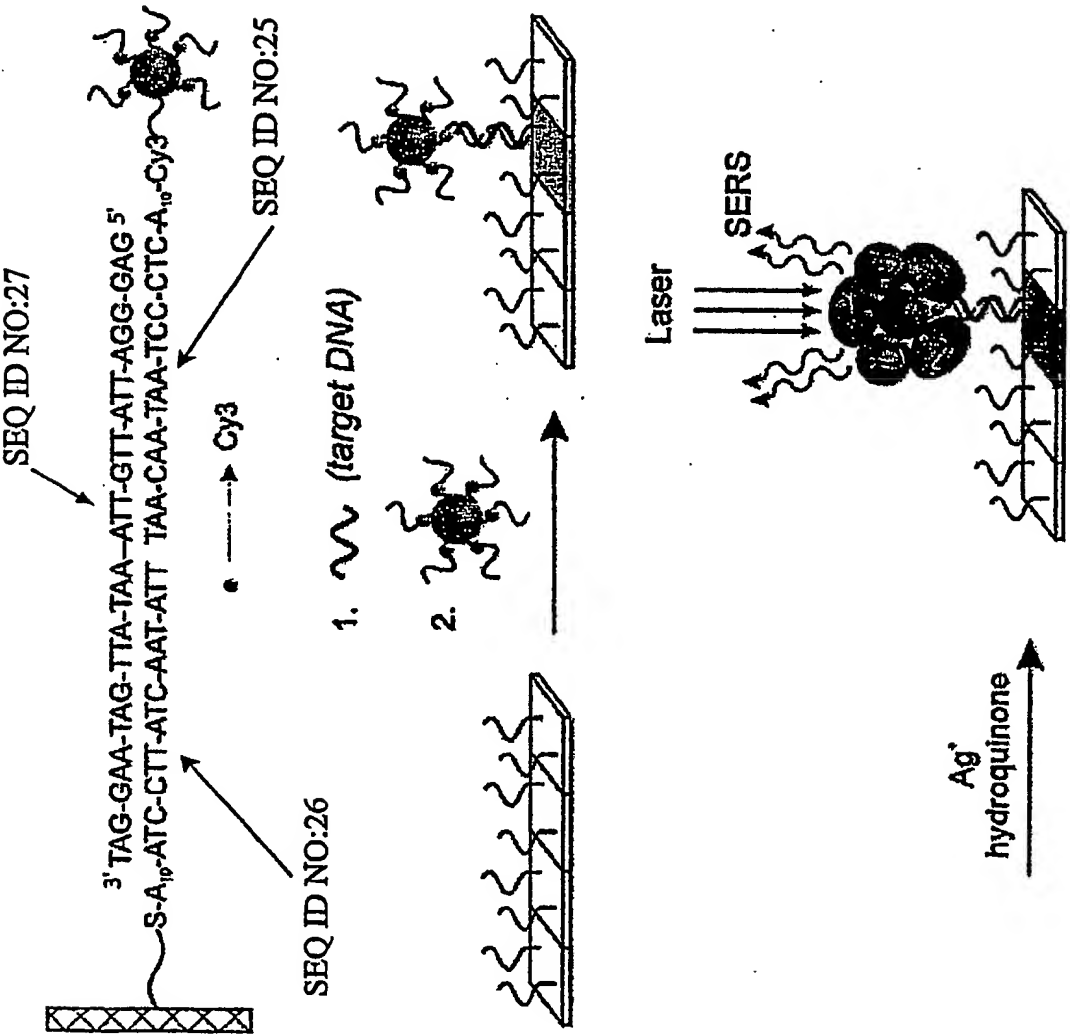 SEQ ID NO:27
3'TAG-GAA-TAG-TTA-TAA-ATT-GTT-ATT-AGG-GAG5'
S-A10-ATC-CTT-ATC-AAT-ATT TAA-CAA-TAA-TCC-CTC-A10-Cy3
SEQ ID NO:26
Cy3
SEQ ID NO:25
1. (target DNA)
2.
Ag+
hydroquinone
Laser
SERS